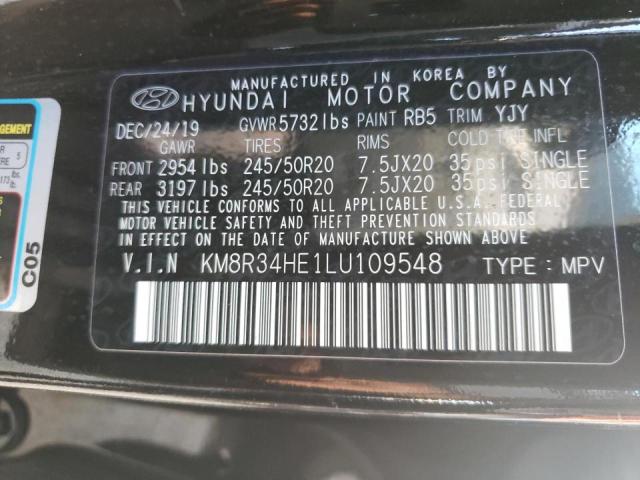 MANUFACTURED IN KOREA BY
HYUNDAI MOTOR COMPANY
DEC/24/19 GVWR 5732lbs PAINT RB5 TRIM YJY
GAWR TIRES RIMS COLD TIRE INFL
FRONT 2954 lbs 245/50R20 7.5JX20 35psi SINGLE
REAR 3197 lbs 245/50R20 7.5JX20 35psi SINGLE
THIS VEHICLE CONFORMS TO ALL APPLICABLE U.S.A. FEDERAL
MOTOR VEHICLE SAFETY AND THEFT PREVENTION STANDARDS
IN EFFECT ON THE DATE OF MANUFACTURE SHOWN ABOVE.
V.I.N KM8R34HE1LU109548 TYPE : MPV
C05